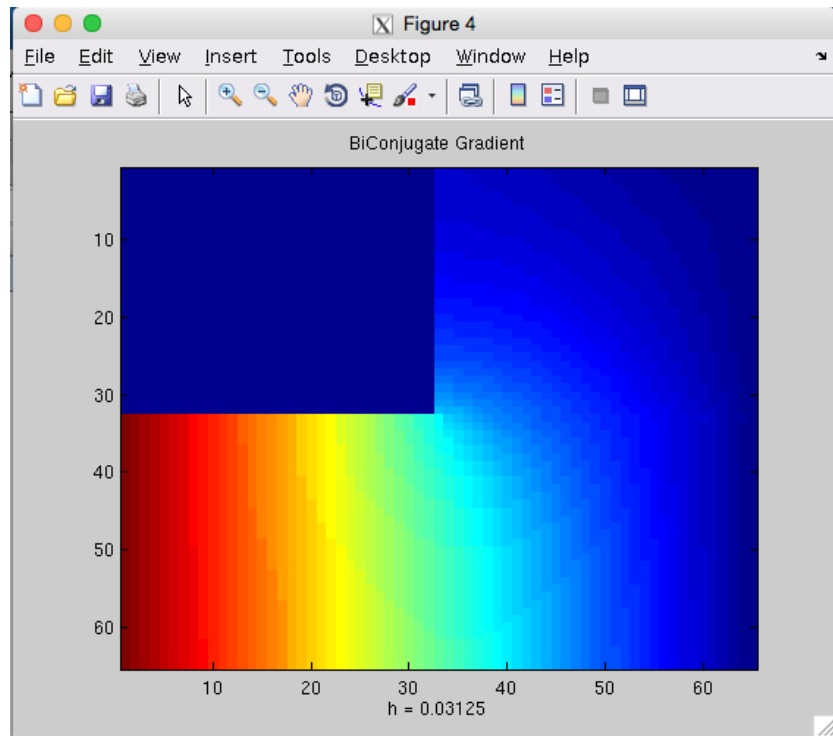 Figure 4
File Edit View Insert Tools Desktop Window Help
BiConjugate Gradient
10
20
30
40
50
60
10 20 30 40 50 60
h = 0.03125